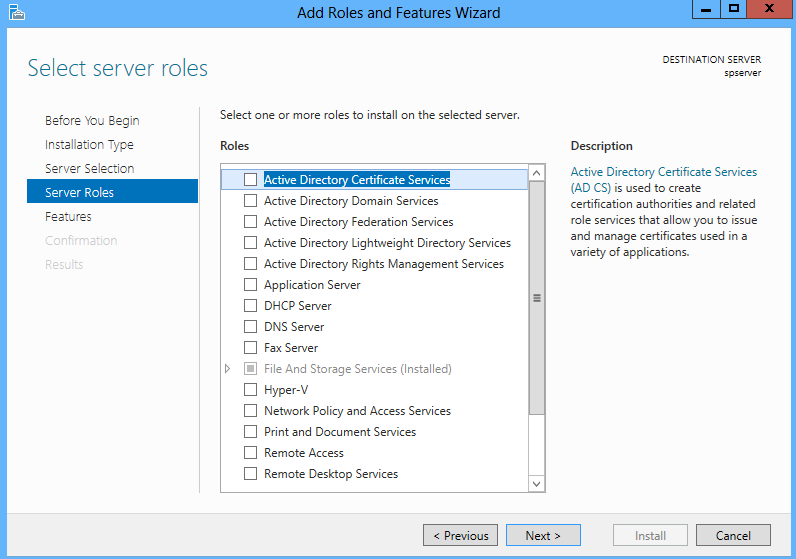 Add Roles and Features Wizard
Select server roles
DESTINATION SERVER
spserver
Before You Begin
Installation Type
Server Selection
Server Roles
Features
Confirmation
Results
Select one or more roles to install on the selected server.
Roles
Active Directory Certificate Services
Active Directory Domain Services
Active Directory Federation Services
Active Directory Lightweight Directory Services
Active Directory Rights Management Services
Application Server
DHCP Server
DNS Server
Fax Server
File And Storage Services (Installed)
Hyper-V
Network Policy and Access Services
Print and Document Services
Remote Access
Remote Desktop Services
Description
Active Directory Certificate Services
(AD CS) is used to create
certification authorities and related
role services that allow you to issue
and manage certificates used in a
variety of applications.
< Previous
Next >
Install
Cancel